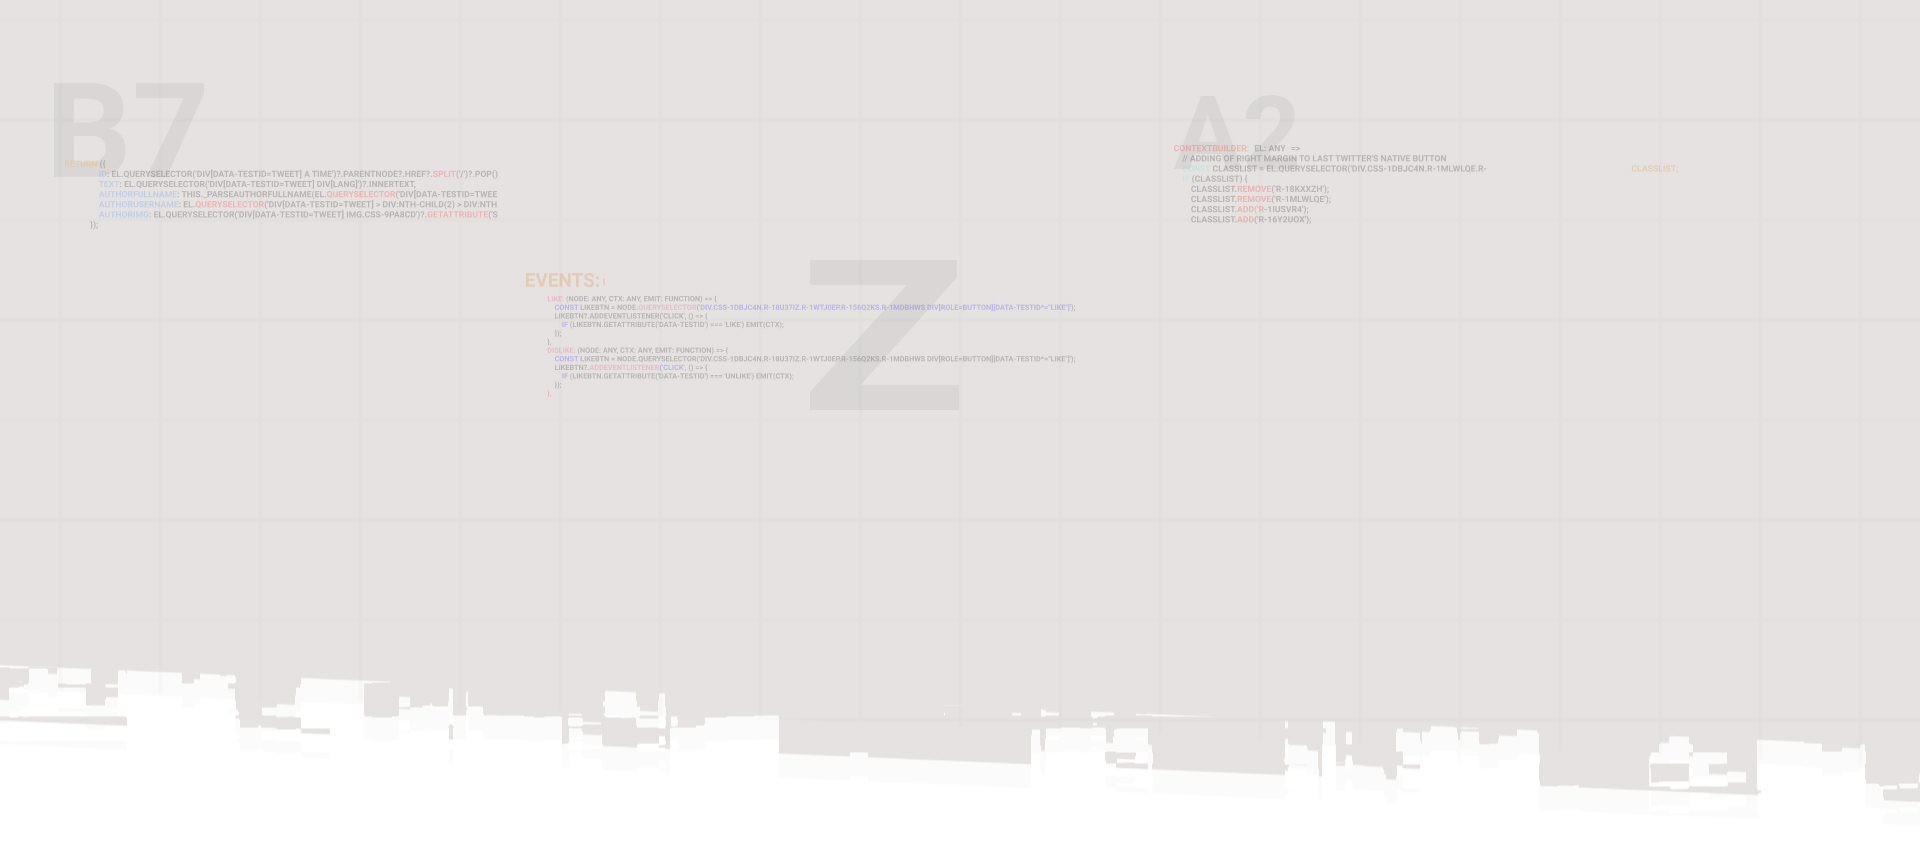 B7
RETURN ({
ID: EL.QUERYSELECTOR('DIV[DATA-TESTID=TWEET] A TIME')?.PARENTNODE?.HREF?.SPLIT('/')?.POP()
TEXT: EL.QUERYSELECTOR('DIV[DATA-TESTID=TWEET] DIV[LANG]')?.INNERTEXT,
AUTHORFULLNAME: THIS._PARSEAUTHORFULLNAME(EL.QUERYSELECTOR('DIV[DATA-TESTID=TWEE
AUTHORUSERNAME: EL.QUERYSELECTOR('DIV[DATA-TESTID=TWEET] > DIV:NTH-CHILD(2) > DIV:NTH
AUTHORIMG: EL.QUERYSELECTOR('DIV[DATA-TESTID=TWEET] IMG.CSS-9PA8CD')?.GETATTRIBUTE('S
});
A2
CONTEXTBUILDER: EL: ANY =>
// ADDING OF RIGHT MARGIN TO LAST TWITTER'S NATIVE BUTTON
CLASSLIST = EL.QUERYSELECTOR('DIV.CSS-1DBJC4N.R-1MLWLQE.R- CLASSLIST;
IF (CLASSLIST) {
CLASSLIST.REMOVE('R-18KXXZH');
CLASSLIST.REMOVE('R-1MLWLQE');
CLASSLIST.ADD('R-1IUSVR4');
CLASSLIST.ADD('R-16Y2UOX');
Z
EVENTS: {
LIKE: (NODE: ANY, CTX: ANY, EMIT: FUNCTION) => {
CONST LIKEBTN = NODE.QUERYSELECTOR('DIV.CSS-1DBJC4N.R-18U37IZ.R-1WTJ0EP.R-156Q2KS.R-1MDBHWS DIV[ROLE=BUTTON][DATA-TESTID*="LIKE"]');
LIKEBTN?.ADDEVENTLISTENER('CLICK', () => {
IF (LIKEBTN.GETATTRIBUTE('DATA-TESTID') === 'LIKE') EMIT(CTX);
});
},
DISLIKE: (NODE: ANY, CTX: ANY, EMIT: FUNCTION) => {
CONST LIKEBTN = NODE.QUERYSELECTOR('DIV.CSS-1DBJC4N.R-18U37IZ.R-1WTJ0EP.R-156Q2KS.R-1MDBHWS DIV[ROLE=BUTTON][DATA-TESTID*="LIKE"]');
LIKEBTN?.ADDEVENTLISTENER('CLICK', () => {
IF (LIKEBTN.GETATTRIBUTE('DATA-TESTID') === 'UNLIKE') EMIT(CTX);
});
},